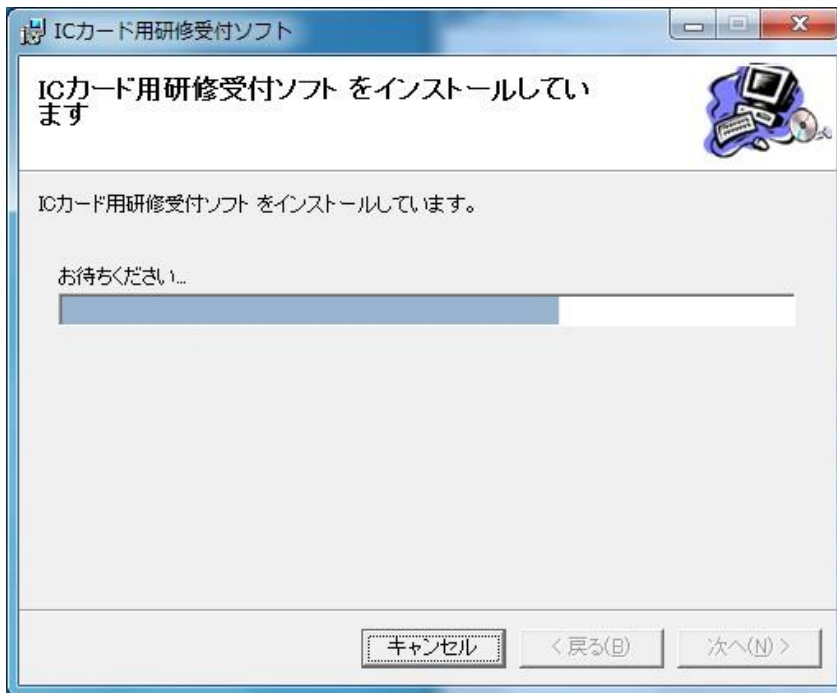 ICカード用研修受付ソフト
ICカード用研修受付ソフト をインストールしてい
ます
ICカード用研修受付ソフト をインストールしています。
お待ちください...
キャンセル
< 戻る(B)
次へ(N) >